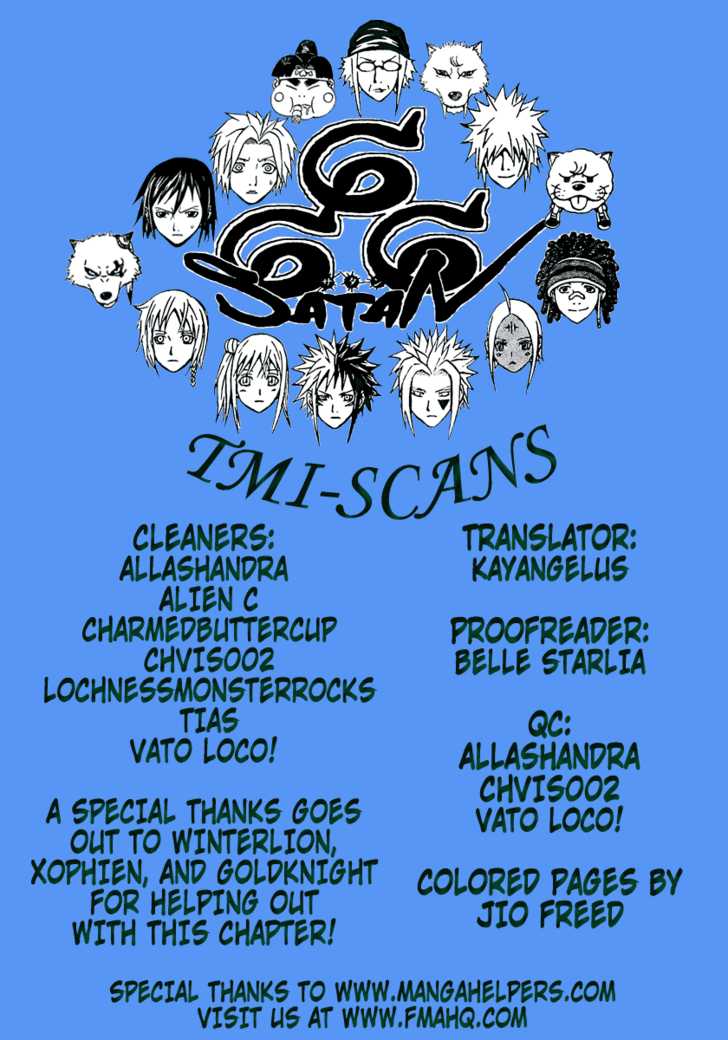 666
SATAN
TMI-SCANS
CLEANERS:
ALLASHANDRA
ALIEN C
CHARMEDBUTTERCUP
CHVIS002
LOCHNESSMONSTERROCKS
TIAS
VATO LOCO!
A SPECIAL THANKS GOES
OUT TO WINTERLION,
XOPHIEN, AND GOLDKNIGHT
FOR HELPING OUT
WITH THIS CHAPTER!
TRANSLATOR:
KAYANGELUS
PROOFREADER:
BELLE STARLIA
QC:
ALLASHANDRA
CHVIS002
VATO LOCO!
COLORED PAGES BY
JIO FREED
SPECIAL THANKS TO WWW.MANGAHELPERS.COM
VISIT US AT WWW.FMAHQ.COM